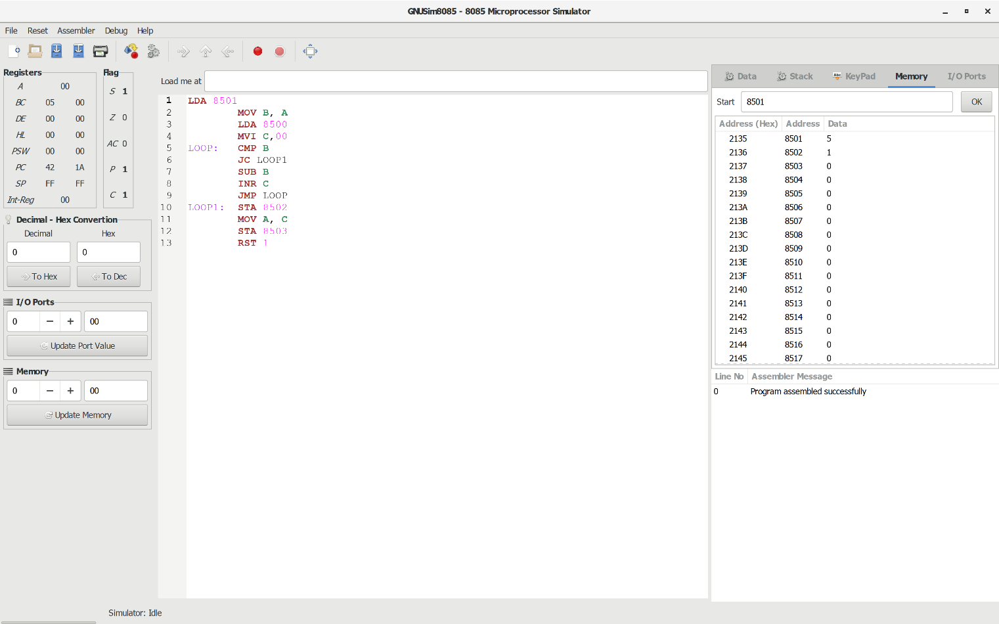 GNUSim8085 - 8085 Microprocessor Simulator
File Reset Assembler Debug Help
Registers
A 00
BC 05 00
DE 00 00
HL 00 00
PSW 00 00
PC 42 1A
SP FF FF
Int-Reg 00
Flag
S 1
Z 0
AC 0
P 1
C 1
Decimal - Hex Convertion
Decimal Hex
0 0
To Hex To Dec
I/O Ports
0 − + 00
Update Port Value
Memory
0 − + 00
Update Memory
Load me at
1 LDA 8501
2 MOV B, A
3 LDA 8500
4 MVI C,00
5 LOOP: CMP B
6 JC LOOP1
7 SUB B
8 INR C
9 JMP LOOP
10 LOOP1: STA 8502
11 MOV A, C
12 STA 8503
13 RST 1
Data Stack Abc KeyPad Memory I/O Ports
Start 8501 OK
Address (Hex) Address Data
2135 8501 5
2136 8502 1
2137 8503 0
2138 8504 0
2139 8505 0
213A 8506 0
213B 8507 0
213C 8508 0
213D 8509 0
213E 8510 0
213F 8511 0
2140 8512 0
2141 8513 0
2142 8514 0
2143 8515 0
2144 8516 0
2145 8517 0
Line No Assembler Message
0 Program assembled successfully
Simulator: Idle